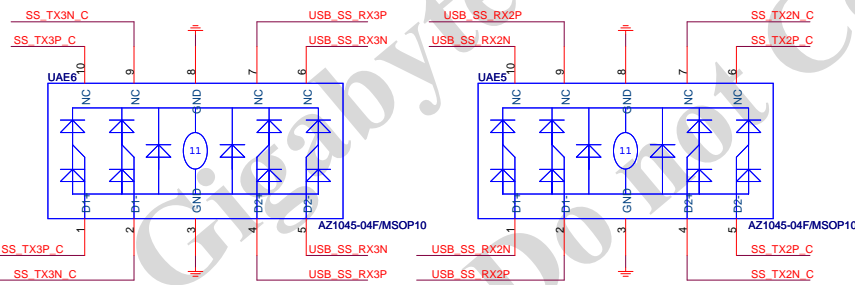 SS_TX3N_C
USB_SS_RX3P
USB_SS_RX2P
SS_TX2N_C
SS_TX3P_C
USB_SS_RX3N
USB_SS_RX2N
SS_TX2P_C
10 9 8 7 6
10 9 8 7 6
UAE6
UAE5
NC NC GND NC NC
NC NC GND NC NC
11
11
D1+ D1- GND D2+ D2-
D1+ D1- GND D2+ D2-
AZ1045-04F/MSOP10
AZ1045-04F/MSOP10
1 2 3 4 5
1 2 3 4 5
SS_TX3P_C
USB_SS_RX3N
USB_SS_RX2N
SS_TX2P_C
SS_TX3N_C
USB_SS_RX3P
USB_SS_RX2P
SS_TX2N_C
Gigabyte
Do not Co